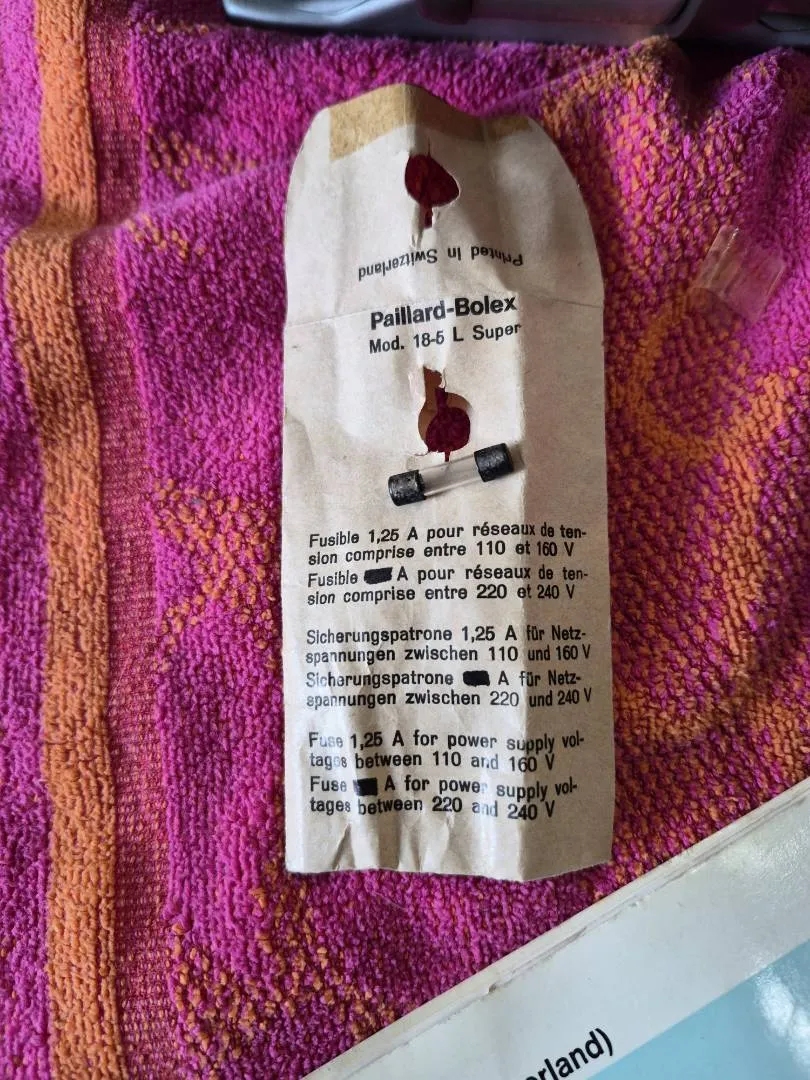 Printed in Switzerland
Paillard-Bolex
Mod. 18-5 L Super
Fusible 1,25 A pour réseaux de ten-
sion comprise entre 110 et 160 V
Fusible A pour réseaux de ten-
sion comprise entre 220 et 240 V
Sicherungspatrone 1,25 A für Netz-
spannungen zwischen 110 und 160 V
Sicherungspatrone A für Netz-
spannungen zwischen 220 und 240 V
Fuse 1,25 A for power supply vol-
tages between 110 and 160 V
Fuse A for power supply vol-
tages between 220 and 240 V
erland)